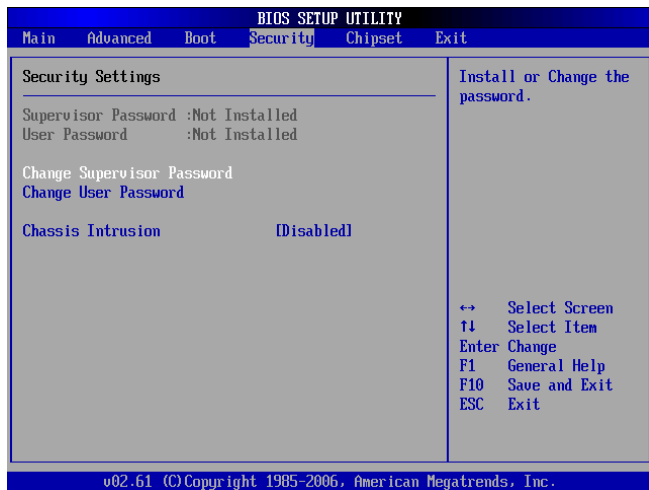 BIOS SETUP UTILITY
Main Advanced Boot Security Chipset Exit
Security Settings
Supervisor Password :Not Installed
User Password :Not Installed
Change Supervisor Password
Change User Password
Chassis Intrusion [Disabled]
Install or Change the
password.
↔ Select Screen
↑↓ Select Item
Enter Change
F1 General Help
F10 Save and Exit
ESC Exit
v02.61 (C)Copyright 1985-2006, American Megatrends, Inc.